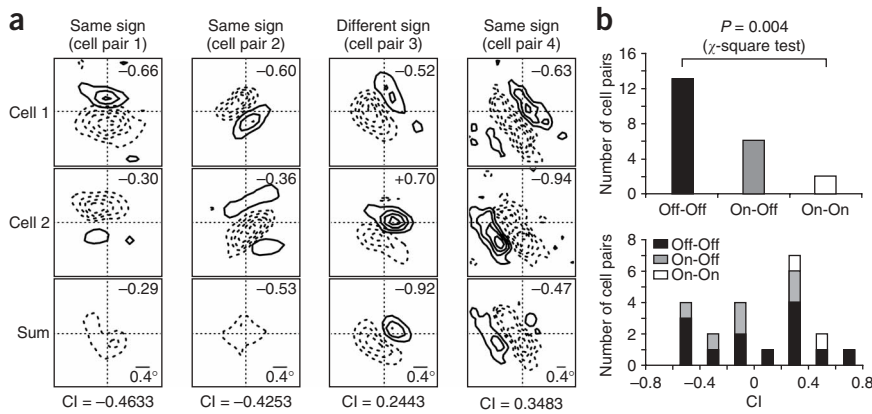 a
Same sign
(cell pair 1)
Same sign
(cell pair 2)
Different sign
(cell pair 3)
Same sign
(cell pair 4)
Cell 1
–0.66
–0.60
–0.52
–0.63
Cell 2
–0.30
–0.36
+0.70
–0.94
Sum
–0.29
–0.53
–0.92
–0.47
0.4°
0.4°
0.4°
0.4°
CI = –0.4633
CI = –0.4253
CI = 0.2443
CI = 0.3483
b
P = 0.004
(χ-square test)
Number of cell pairs
16
12
8
4
0
Off-Off
On-Off
On-On
Number of cell pairs
8
6
4
2
0
Off-Off
On-Off
On-On
–0.8
–0.4
0
0.4
0.8
CI